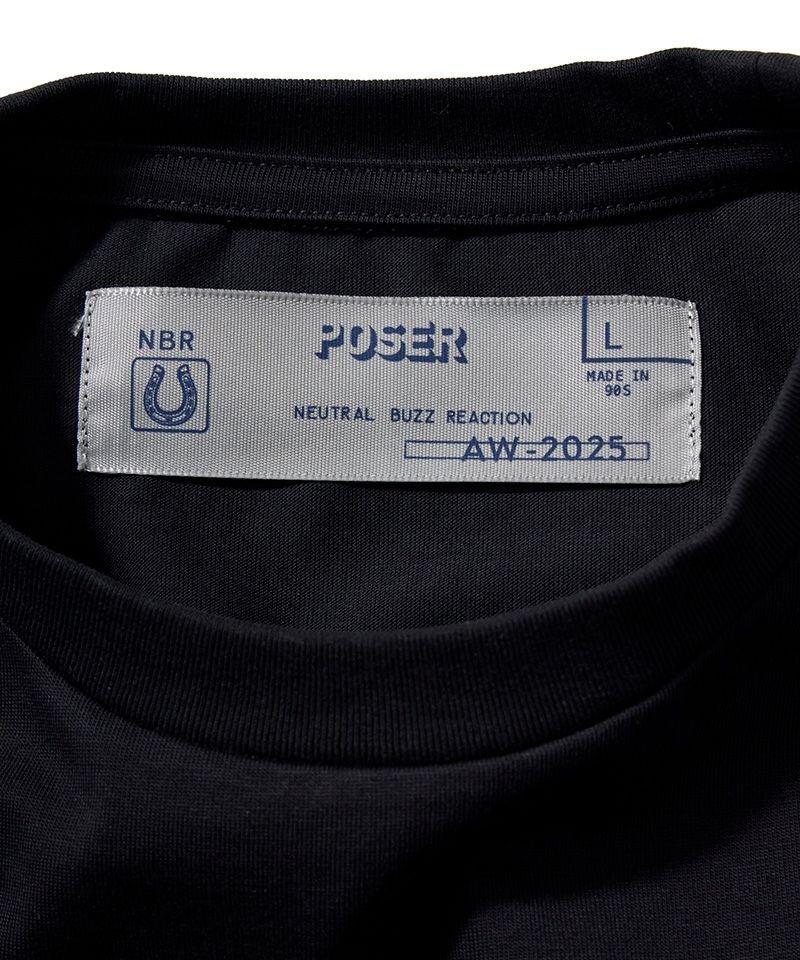 NBR
POSER
L
MADE IN
90S
NEUTRAL BUZZ REACTION
AW-2025